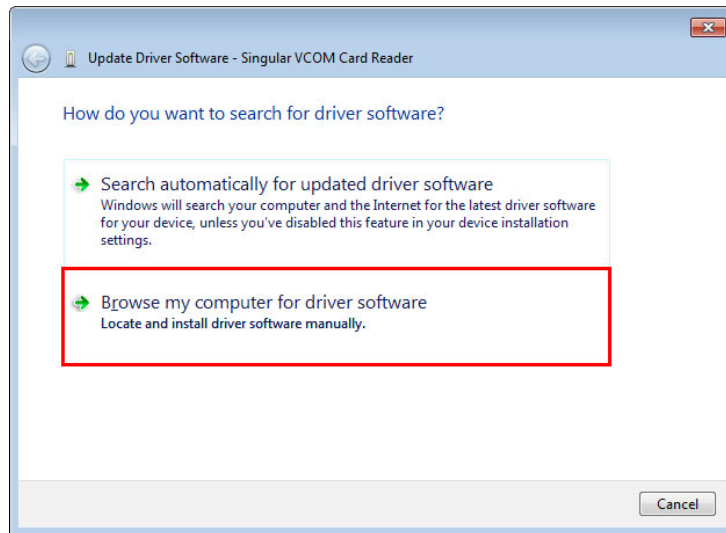 Update Driver Software - Singular VCOM Card Reader
How do you want to search for driver software?
Search automatically for updated driver software
Windows will search your computer and the Internet for the latest driver software
for your device, unless you've disabled this feature in your device installation
settings.
Browse my computer for driver software
Locate and install driver software manually.
Cancel